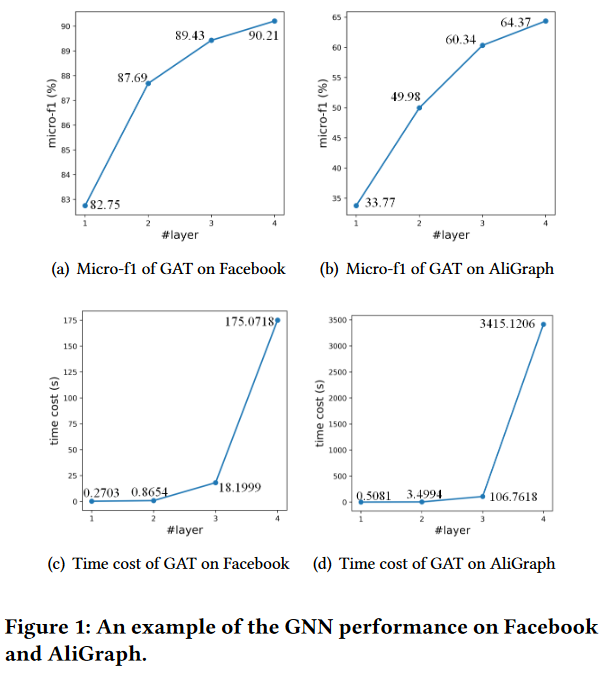 90
89
88
87
86
85
84
83
micro-f1 (%)
82.75
87.69
89.43
90.21
1 2 3 4
#layer
(a) Micro-f1 of GAT on Facebook
65
60
55
50
45
40
35
micro-f1 (%)
33.77
49.98
60.34
64.37
1 2 3 4
#layer
(b) Micro-f1 of GAT on AliGraph
175
150
125
100
75
50
25
0
time cost (s)
0.2703
0.8654
18.1999
175.0718
1 2 3 4
#layer
(c) Time cost of GAT on Facebook
3500
3000
2500
2000
1500
1000
500
0
time cost (s)
0.5081
3.4994
106.7618
3415.1206
1 2 3 4
#layer
(d) Time cost of GAT on AliGraph
Figure 1: An example of the GNN performance on Facebook
and AliGraph.